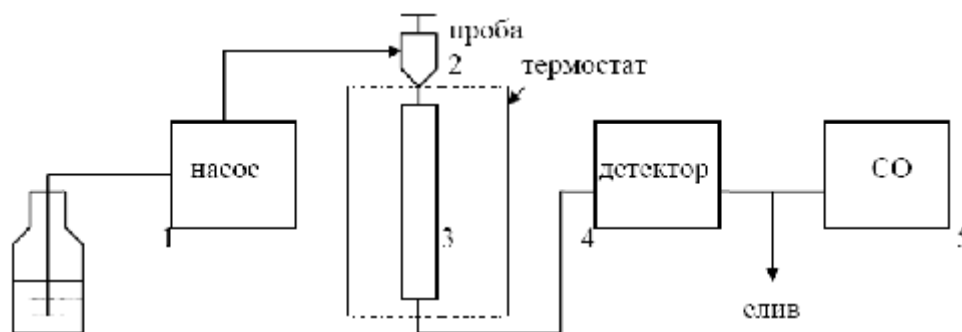 проба
2
термостат
насос
детектор
СО
1
3
4
5
слив